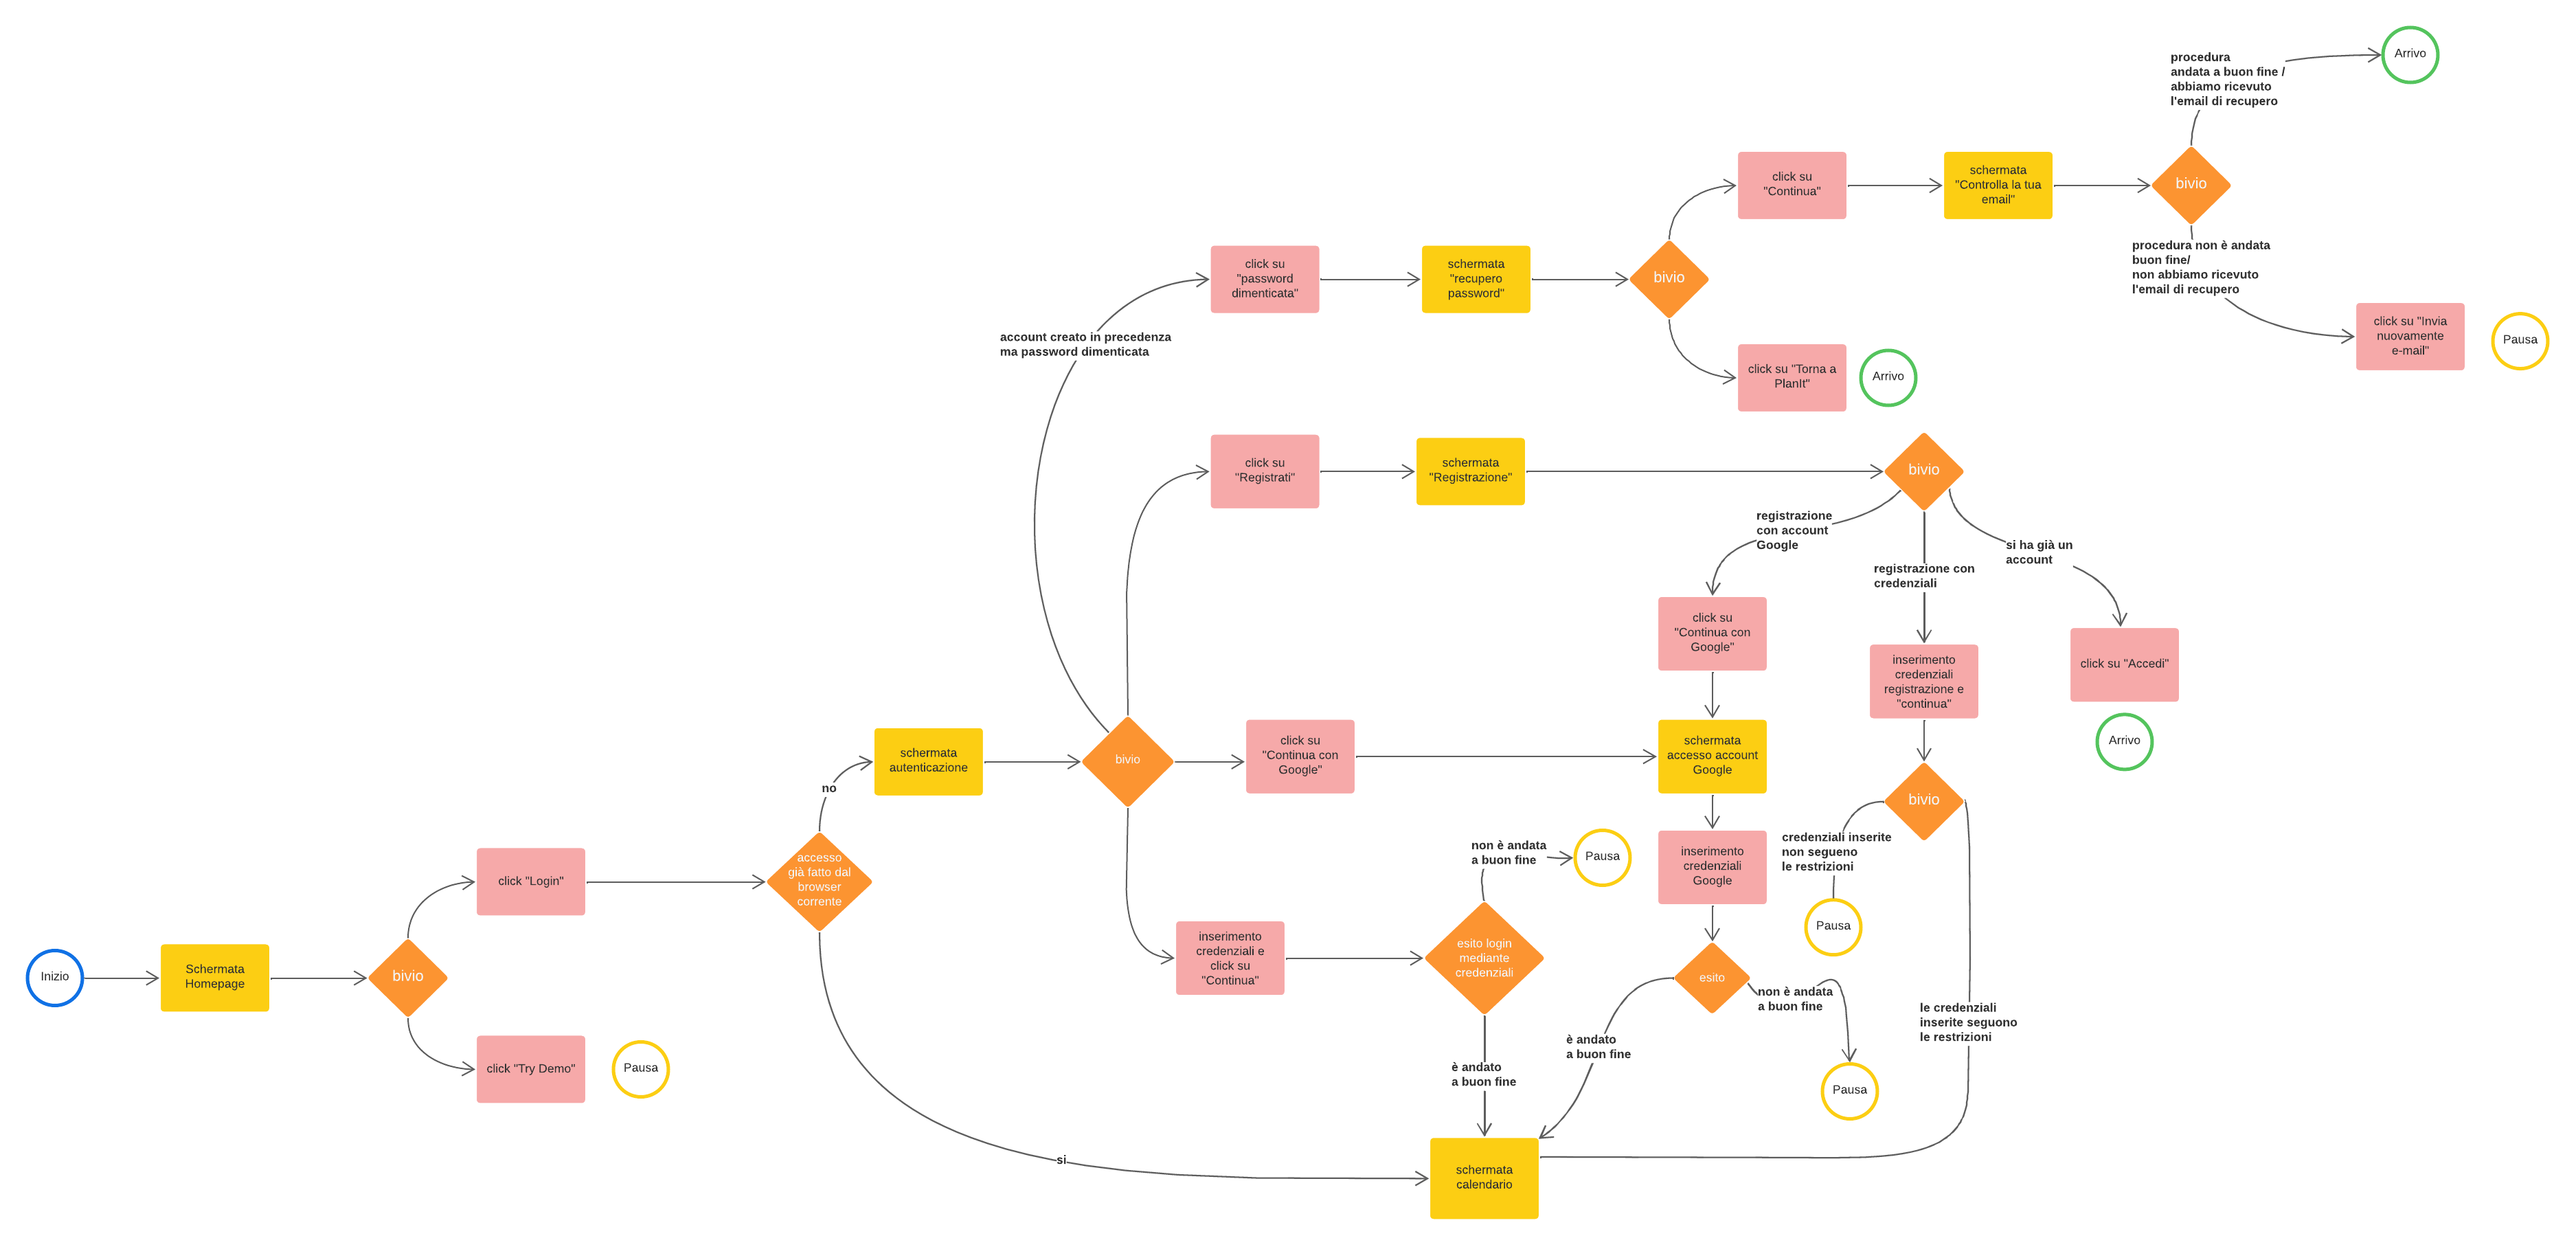 Arrivo
procedura
andata a buon fine /
abbiamo ricevuto
l'email di recupero
click su
"Continua"
schermata
"Controlla la tua
email"
bivio
procedura non è andata
buon fine/
non abbiamo ricevuto
l'email di recupero
click su "Invia
nuovamente
e-mail"
Pausa
click su
"password
dimenticata"
schermata
"recupero
password"
bivio
account creato in precedenza
ma password dimenticata
click su "Torna a
PlanIt"
Arrivo
click su
"Registrati"
schermata
"Registrazione"
bivio
registrazione
con account
Google
registrazione con
credenziali
si ha già un
account
click su
"Continua con
Google"
inserimento
credenziali
registrazione e
"continua"
click su "Accedi"
Arrivo
schermata
autenticazione
bivio
click su
"Continua con
Google"
schermata
accesso account
Google
bivio
no
accesso
già fatto dal
browser
corrente
non è andata
a buon fine
Pausa
inserimento
credenziali
Google
credenziali inserite
non segueno
le restrizioni
Pausa
click "Login"
inserimento
credenziali e
click su
"Continua"
esito login
mediante
credenziali
esito
non è andata
a buon fine
Inizio
Schermata
Homepage
bivio
le credenziali
inserite seguono
le restrizioni
è andato
a buon fine
è andato
a buon fine
Pausa
click "Try Demo"
Pausa
si
schermata
calendario